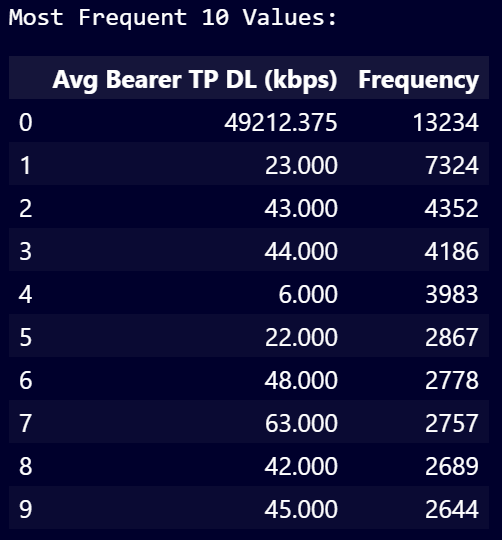 Most Frequent 10 Values:
Avg Bearer TP DL (kbps) Frequency
0 49212.375 13234
1 23.000 7324
2 43.000 4352
3 44.000 4186
4 6.000 3983
5 22.000 2867
6 48.000 2778
7 63.000 2757
8 42.000 2689
9 45.000 2644